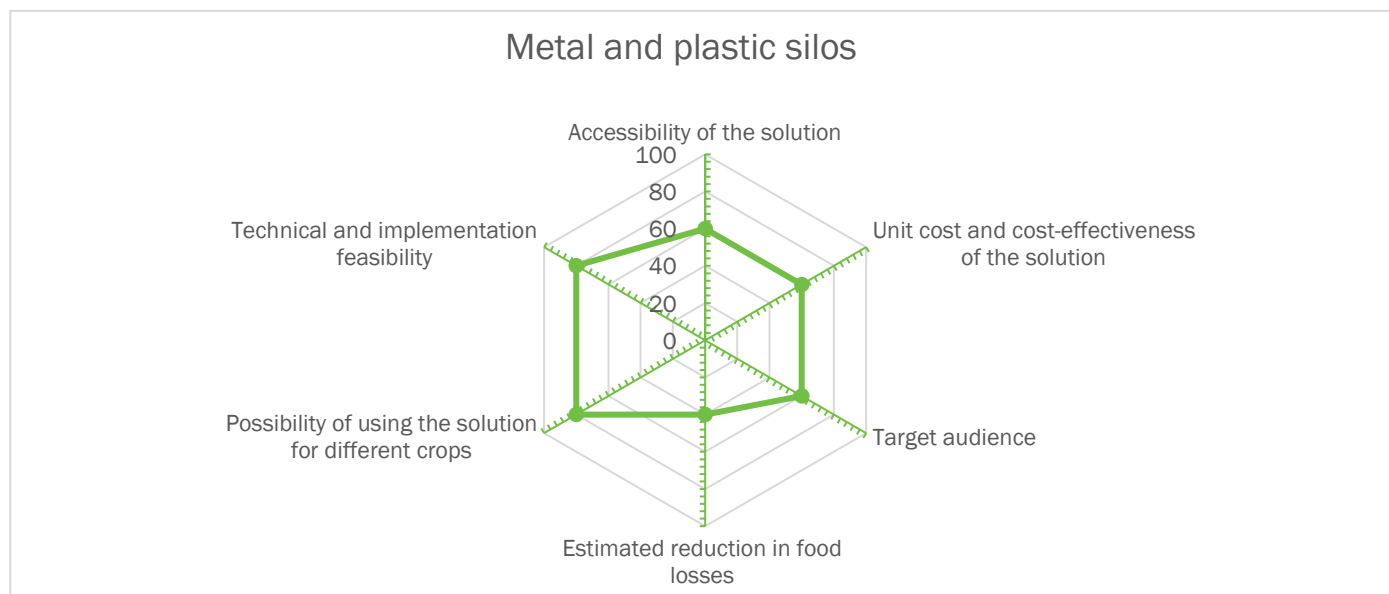 Metal and plastic silos
Accessibility of the solution
100
80
60
40
20
0
Unit cost and cost-effectiveness
of the solution
Target audience
Estimated reduction in food
losses
Possibility of using the solution
for different crops
Technical and implementation
feasibility